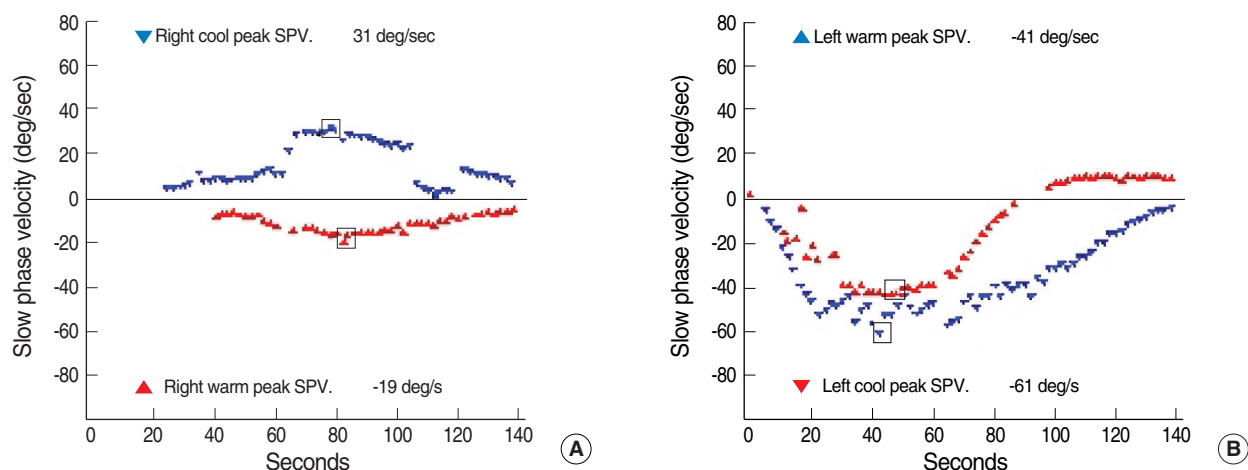 80
60
40
20
0
-20
-40
-60
-80
Slow phase velocity (deg/sec)
Right cool peak SPV. 31 deg/sec
Right warm peak SPV. -19 deg/s
0 20 40 60 80 100 120 140
Seconds
A
80
60
40
20
0
-20
-40
-60
-80
Slow phase velocity (deg/sec)
Left warm peak SPV. -41 deg/sec
Left cool peak SPV. -61 deg/s
0 20 40 60 80 100 120 140
Seconds
B